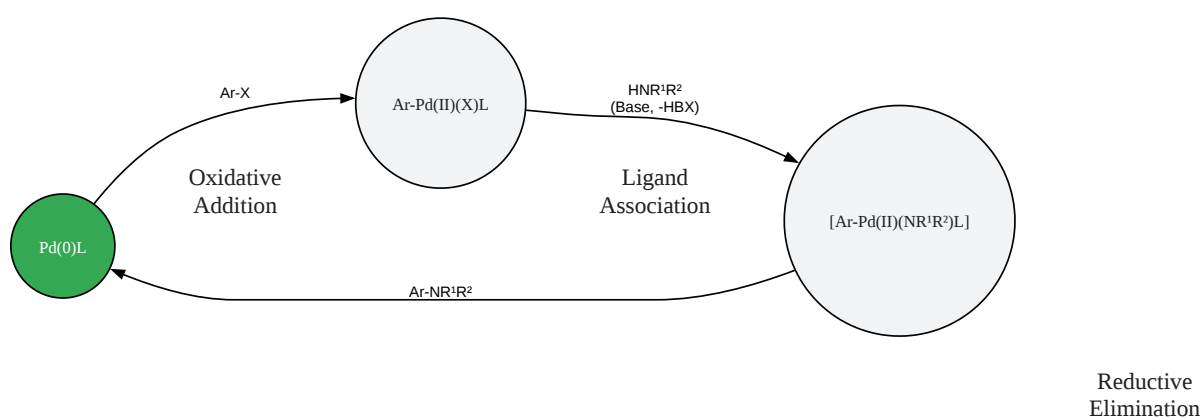 Ar-X
Ar-Pd(II)(X)L
HNR¹R²
(Base, -HBX)
Oxidative
Addition
Ligand
Association
Pd(0)L
[Ar-Pd(II)(NR¹R²)L]
Ar-NR¹R²
Reductive
Elimination